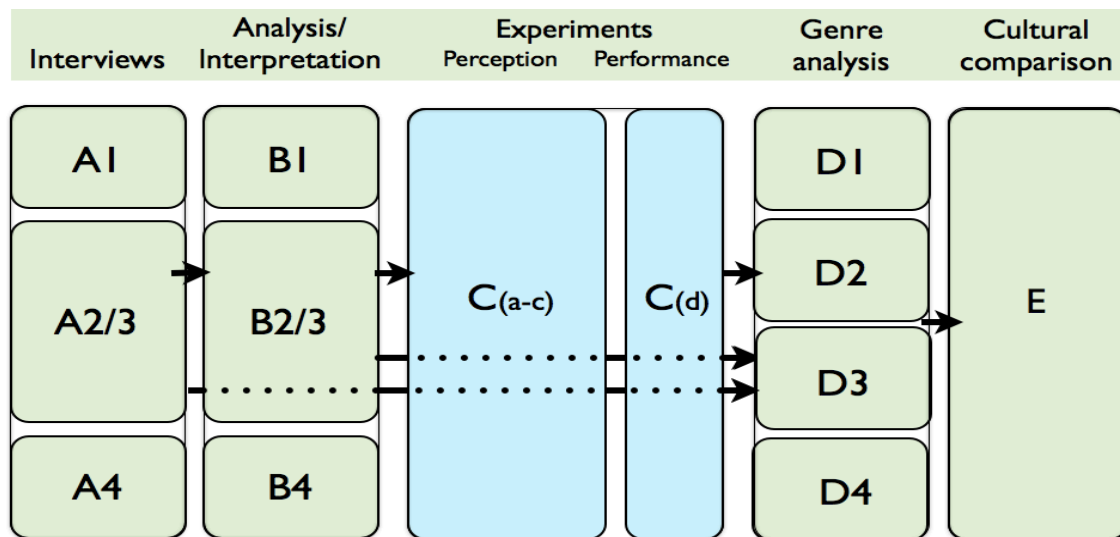 Interviews
Analysis/
Interpretation
Experiments
Perception Performance
Genre
analysis
Cultural
comparison
A1
A2/3
A4
B1
B2/3
B4
C(a-c)
C(d)
D1
D2
D3
D4
E